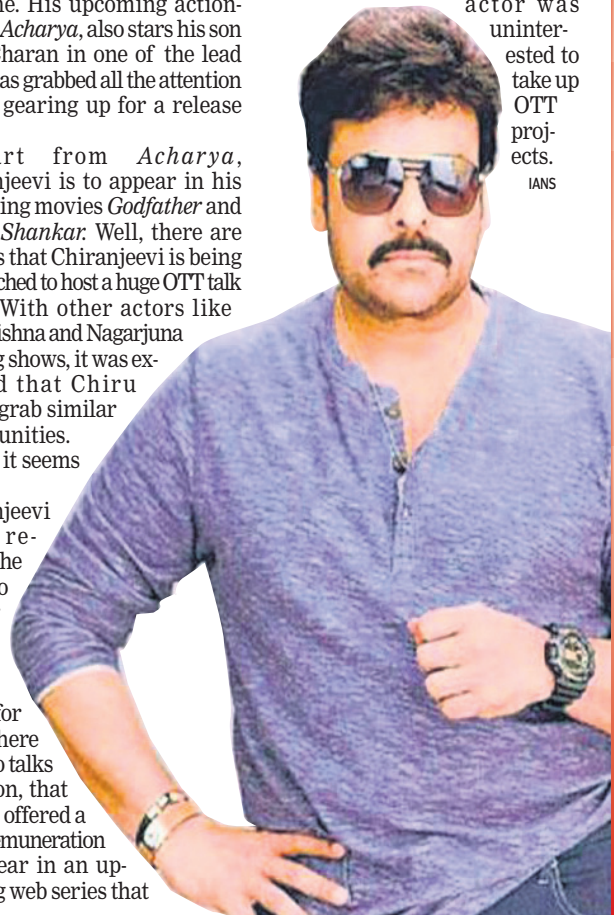 ne. His upcoming action-
Acharya, also stars his son
Charan in one of the lead
as grabbed all the attention
gearing up for a release
rt from Acharya,
njeevi is to appear in his
ing movies Godfather and
Shankar. Well, there are
s that Chiranjeevi is being
ched to host a huge OTT talk
With other actors like
ishna and Nagarjuna
g shows, it was ex-
d that Chiru
grab similar
unities.
it seems
njeevi
re-
he
o
for
here
o talks
on, that
offered a
emuneration
ear in an up-
g web series that
actor was
uninter-
ested to
take up
OTT
proj-
ects.
IANS